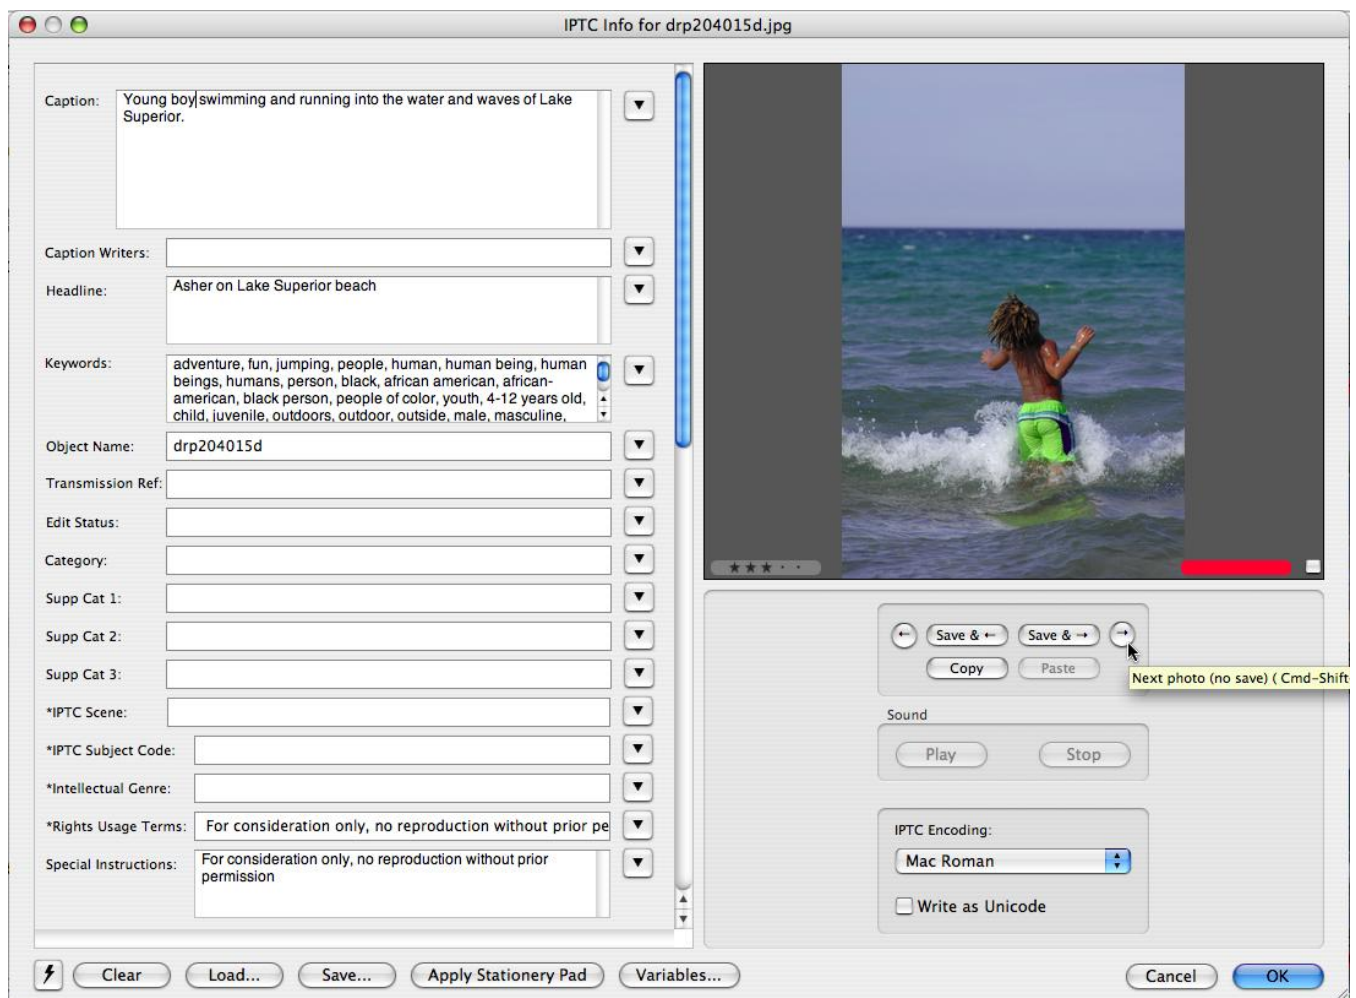 IPTC Info for drp204015d.jpg
Caption:
Young boy swimming and running into the water and waves of Lake
Superior.
Caption Writers:
Headline:
Asher on Lake Superior beach
Keywords:
adventure, fun, jumping, people, human, human being, human
beings, humans, person, black, african american, african-
american, black person, people of color, youth, 4-12 years old,
child, juvenile, outdoors, outdoor, outside, male, masculine,
Object Name:
drp204015d
Transmission Ref:
Edit Status:
Category:
Supp Cat 1:
Supp Cat 2:
Supp Cat 3:
*IPTC Scene:
*IPTC Subject Code:
*Intellectual Genre:
*Rights Usage Terms:
For consideration only, no reproduction without prior pe
Special Instructions:
For consideration only, no reproduction without prior
permission
Save & ←
Save & →
Copy
Paste
Next photo (no save) ( Cmd-Shift
Sound
Play
Stop
IPTC Encoding:
Mac Roman
Write as Unicode
Clear
Load...
Save...
Apply Stationery Pad
Variables...
Cancel
OK